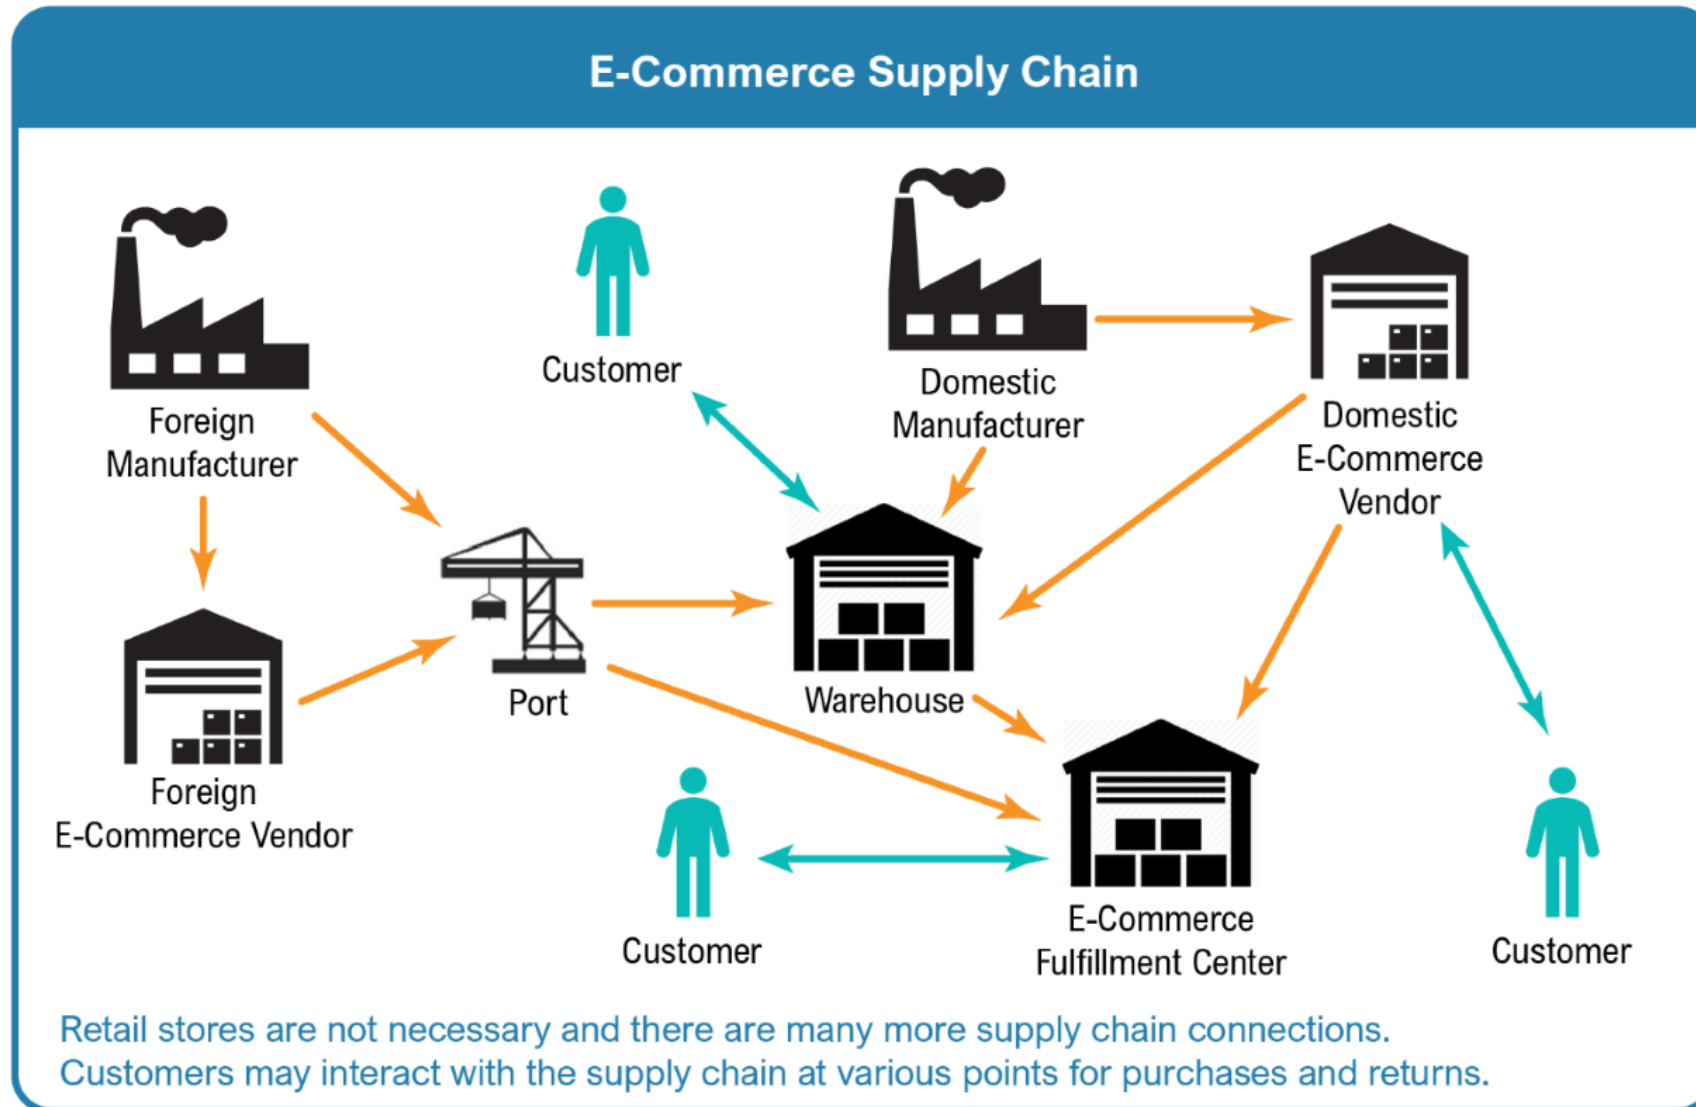 E-Commerce Supply Chain
Customer
Domestic
Manufacturer
Domestic
E-Commerce
Vendor
Foreign
Manufacturer
Port
Warehouse
Foreign
E-Commerce Vendor
Customer
E-Commerce
Fulfillment Center
Customer
Retail stores are not necessary and there are many more supply chain connections.
Customers may interact with the supply chain at various points for purchases and returns.